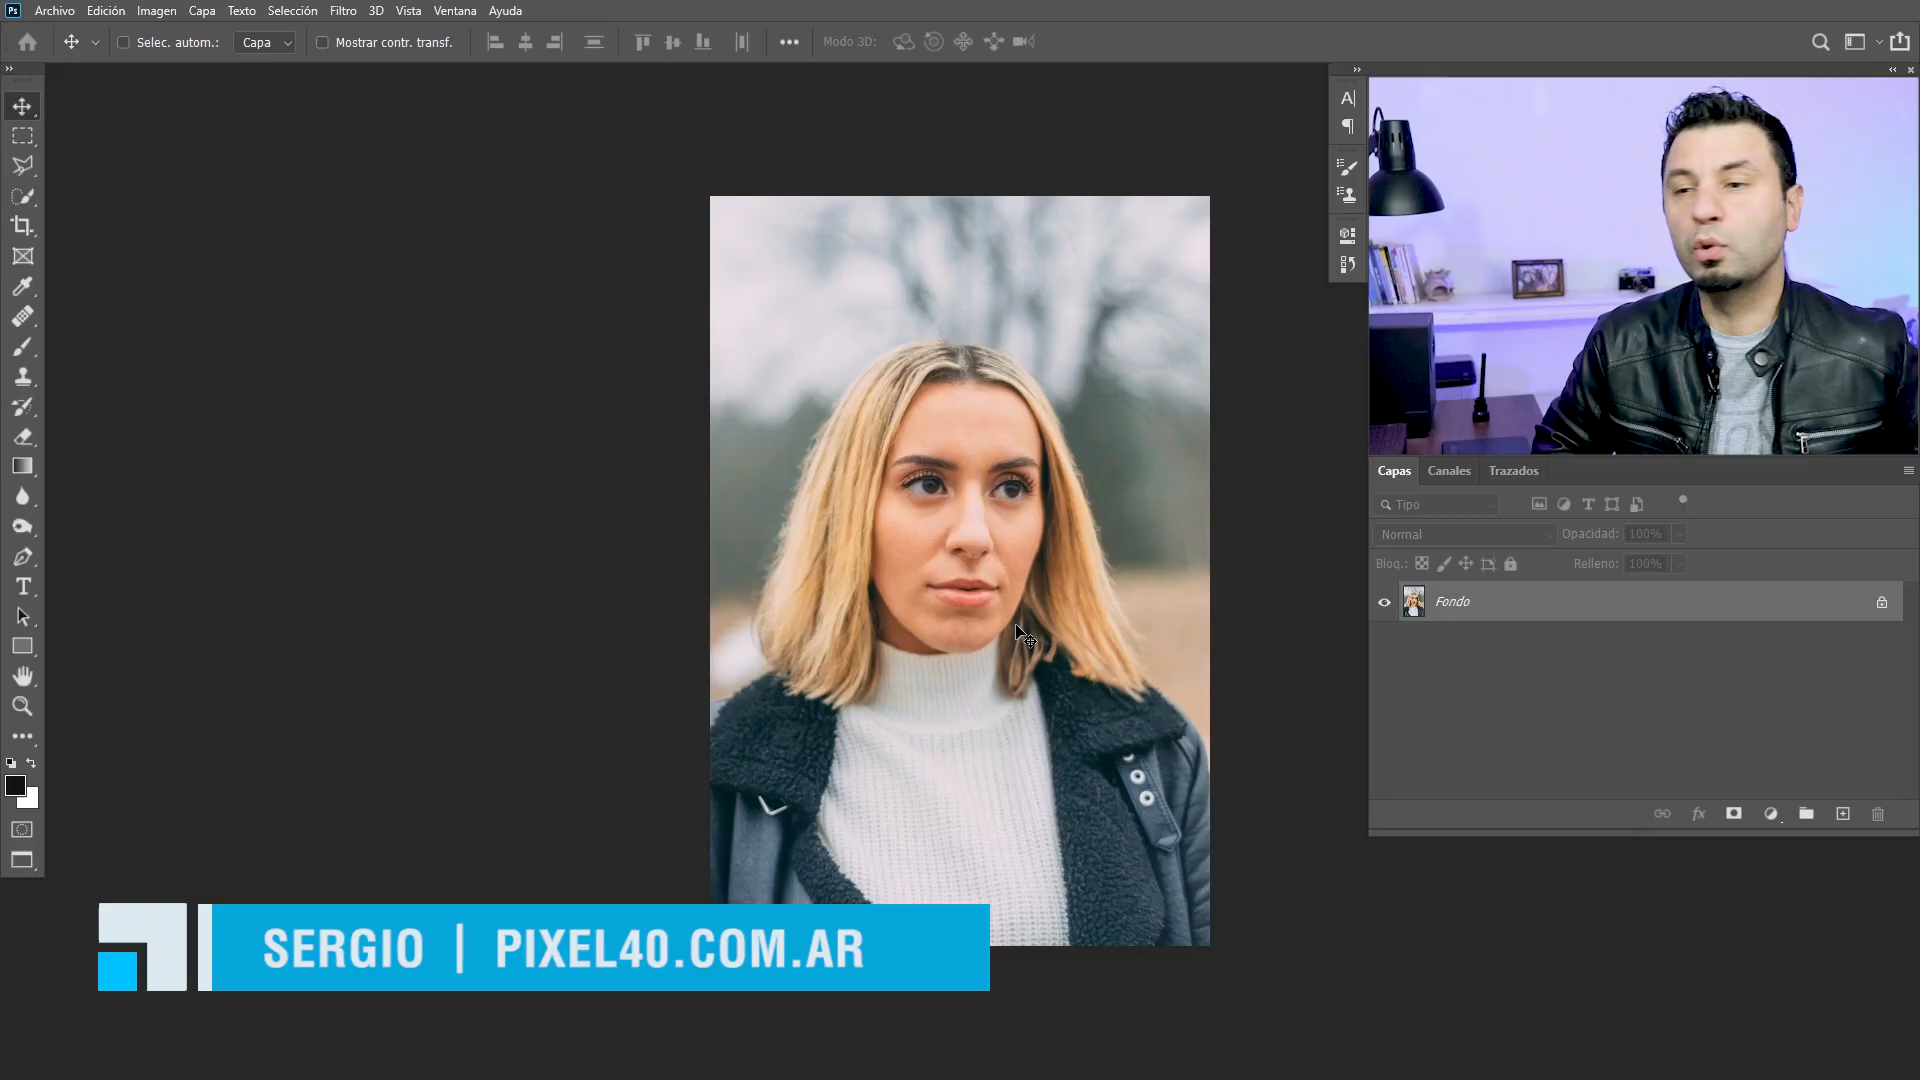 Ps Archivo Edición Imagen Capa Texto Selección Filtro 3D Vista Ventana Ayuda
Selec. autom.: Capa Mostrar contr. transf. Modo 3D:
Capas Canales Trazados
Tipo
Normal Opacidad: 100%
Bloq.: Relleno: 100%
Fondo
SERGIO | PIXEL40.COM.AR